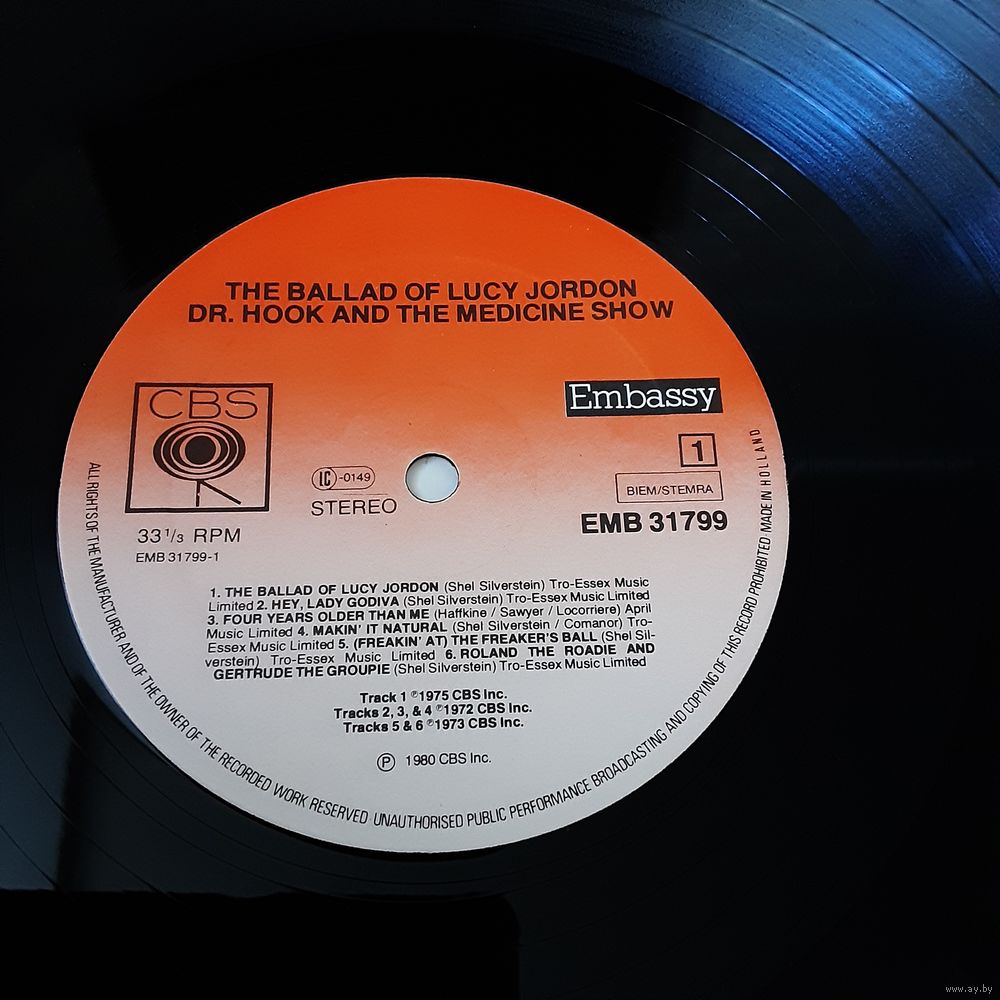 THE BALLAD OF LUCY JORDON
DR. HOOK AND THE MEDICINE SHOW
CBS
Embassy
1
LC-0149
STEREO
BIEM/STEMRA
EMB 31799
33 1/3 RPM
EMB 31799-1
1. THE BALLAD OF LUCY JORDON (Shel Silverstein) Tro-Essex Music
Limited 2. HEY, LADY GODIVA (Shel Silverstein) Tro-Essex Music Limited
3. FOUR YEARS OLDER THAN ME (Haffkine / Sawyer / Locorriere) April
Music Limited 4. MAKIN' IT NATURAL (Shel Silverstein / Comanor) Tro-
Essex Music Limited 5. (FREAKIN' AT) THE FREAKER'S BALL (Shel Sil-
verstein) Tro-Essex Music Limited 6. ROLAND THE ROADIE AND
GERTRUDE THE GROUPIE (Shel Silverstein) Tro-Essex Music Limited
Track 1 ℗1975 CBS Inc.
Tracks 2, 3, & 4 ℗1972 CBS Inc.
Tracks 5 & 6 ℗1973 CBS Inc.
℗ 1980 CBS Inc.
ALL RIGHTS OF THE MANUFACTURER AND OF THE OWNER OF THE RECORDED WORK RESERVED UNAUTHORISED PUBLIC PERFORMANCE BROADCASTING AND COPYING OF THIS RECORD PROHIBITED MADE IN HOLLAND
www.ay.by